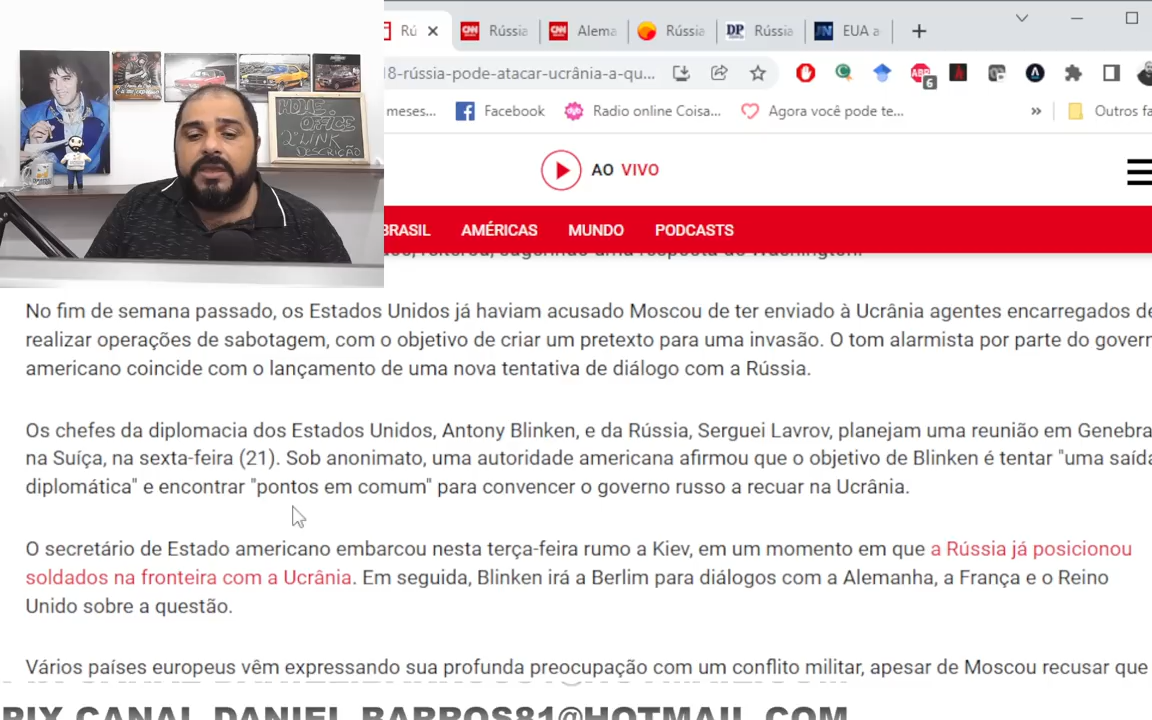 Rú
Rússia
Alema
Rússia
DP
Rússia
JN
EUA a
18-rússia-pode-atacar-ucrânia-a-qu...
6
meses...
Facebook
Radio online Coisa...
Agora você pode te...
»
Outros fa
HOME
OFFICE
2° LINK
DESCRIÇÃO
AO VIVO
BRASIL
AMÉRICAS
MUNDO
PODCASTS
No fim de semana passado, os Estados Unidos já haviam acusado Moscou de ter enviado à Ucrânia agentes encarregados de
realizar operações de sabotagem, com o objetivo de criar um pretexto para uma invasão. O tom alarmista por parte do govern
americano coincide com o lançamento de uma nova tentativa de diálogo com a Rússia.
Os chefes da diplomacia dos Estados Unidos, Antony Blinken, e da Rússia, Serguei Lavrov, planejam uma reunião em Genebra
na Suíça, na sexta-feira (21). Sob anonimato, uma autoridade americana afirmou que o objetivo de Blinken é tentar "uma saída
diplomática" e encontrar "pontos em comum" para convencer o governo russo a recuar na Ucrânia.
O secretário de Estado americano embarcou nesta terça-feira rumo a Kiev, em um momento em que a Rússia já posicionou
soldados na fronteira com a Ucrânia. Em seguida, Blinken irá a Berlim para diálogos com a Alemanha, a França e o Reino
Unido sobre a questão.
Vários países europeus vêm expressando sua profunda preocupação com um conflito militar, apesar de Moscou recusar que
PIX CANAL DANIEL_BARROS81@HOTMAIL.COM